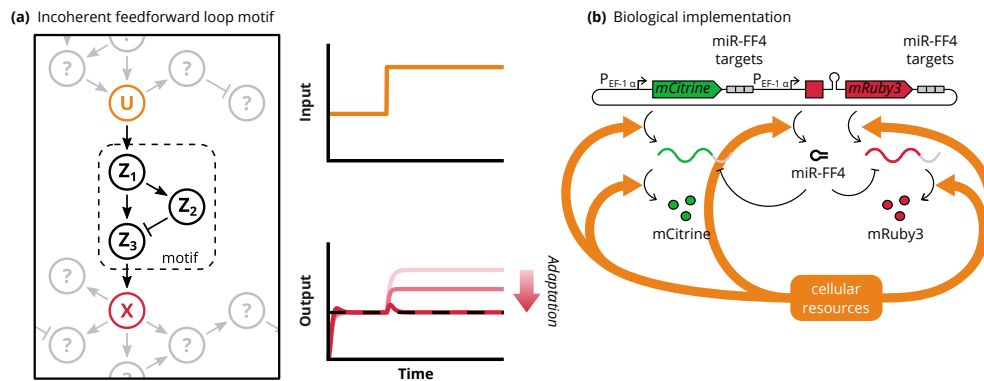 (a) Incoherent feedforward loop motif
?
?
?
U
Z1
Z2
Z3
motif
?
X
?
?
?
?
Input
Output
Adaptation
Time
(b) Biological implementation
miR-FF4
targets
miR-FF4
targets
PEF-1 α
mCitrine
PEF-1 α
mRuby3
miR-FF4
mCitrine
mRuby3
cellular
resources